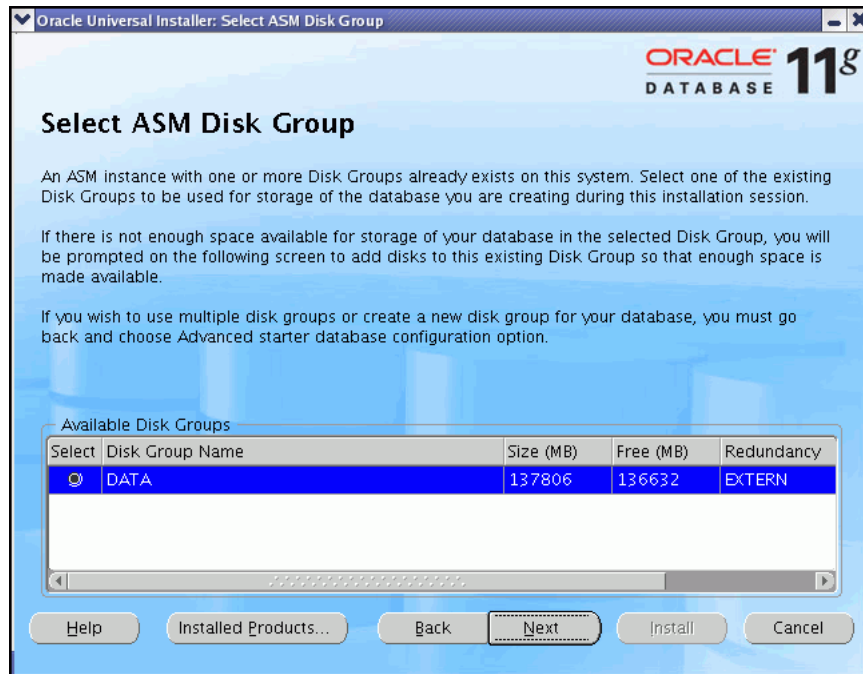 Oracle Universal Installer: Select ASM Disk Group
ORACLE 11g
DATABASE
Select ASM Disk Group
An ASM instance with one or more Disk Groups already exists on this system. Select one of the existing
Disk Groups to be used for storage of the database you are creating during this installation session.
If there is not enough space available for storage of your database in the selected Disk Group, you will
be prompted on the following screen to add disks to this existing Disk Group so that enough space is
made available.
If you wish to use multiple disk groups or create a new disk group for your database, you must go
back and choose Advanced starter database configuration option.
Available Disk Groups
Select Disk Group Name Size (MB) Free (MB) Redundancy
DATA 137806 136632 EXTERN
Help Installed Products... Back Next Install Cancel